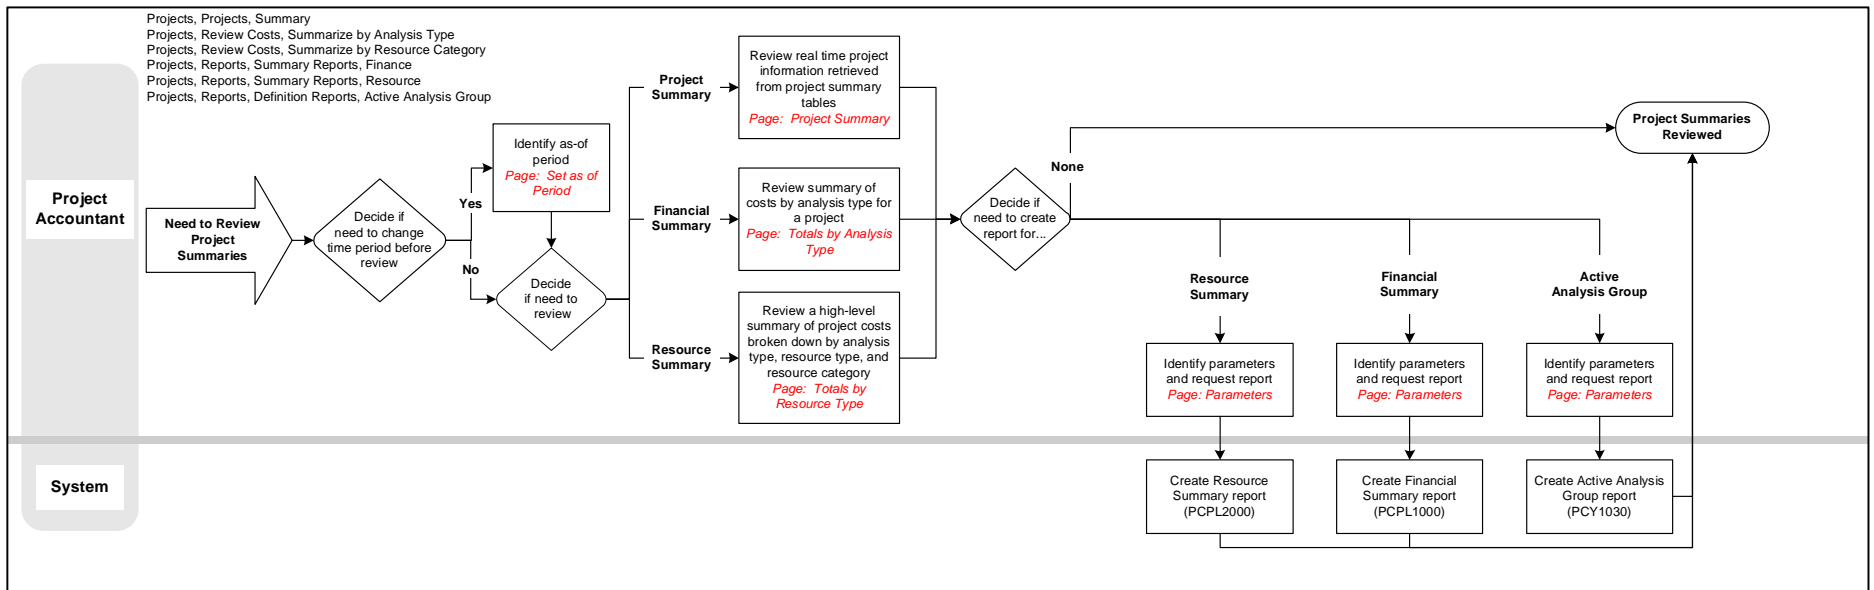 Projects, Projects, Summary
Projects, Review Costs, Summarize by Analysis Type
Projects, Review Costs, Summarize by Resource Category
Projects, Reports, Summary Reports, Finance
Projects, Reports, Summary Reports, Resource
Projects, Reports, Definition Reports, Active Analysis Group
Project
Accountant
Need to Review
Project
Summaries
Decide if
need to change
time period before
review
Yes
No
Identify as-of
period
Page:  Set as of
Period
Decide
if need to
review
Project
Summary
Review real time project
information retrieved
from project summary
tables
Page:  Project Summary
Financial
Summary
Review summary of
costs by analysis type for
a project
Page:  Totals by Analysis
Type
Resource
Summary
Review a high-level
summary of project costs
broken down by analysis
type, resource type, and
resource category
Page:  Totals by
Resource Type
Decide if
need to create
report for...
None
Project Summaries
Reviewed
Resource
Summary
Financial
Summary
Active
Analysis Group
Identify parameters
and request report
Page: Parameters
Identify parameters
and request report
Page: Parameters
Identify parameters
and request report
Page: Parameters
System
Create Resource
Summary report
(PCPL2000)
Create Financial
Summary report
(PCPL1000)
Create Active Analysis
Group report
(PCY1030)